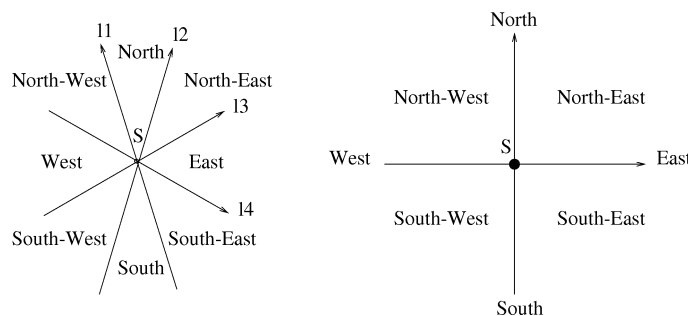 l1
l2
North
North-West
North-East
l3
S
West
East
l4
South-West
South-East
South
North
North-West
North-East
S
West
East
South-West
South-East
South